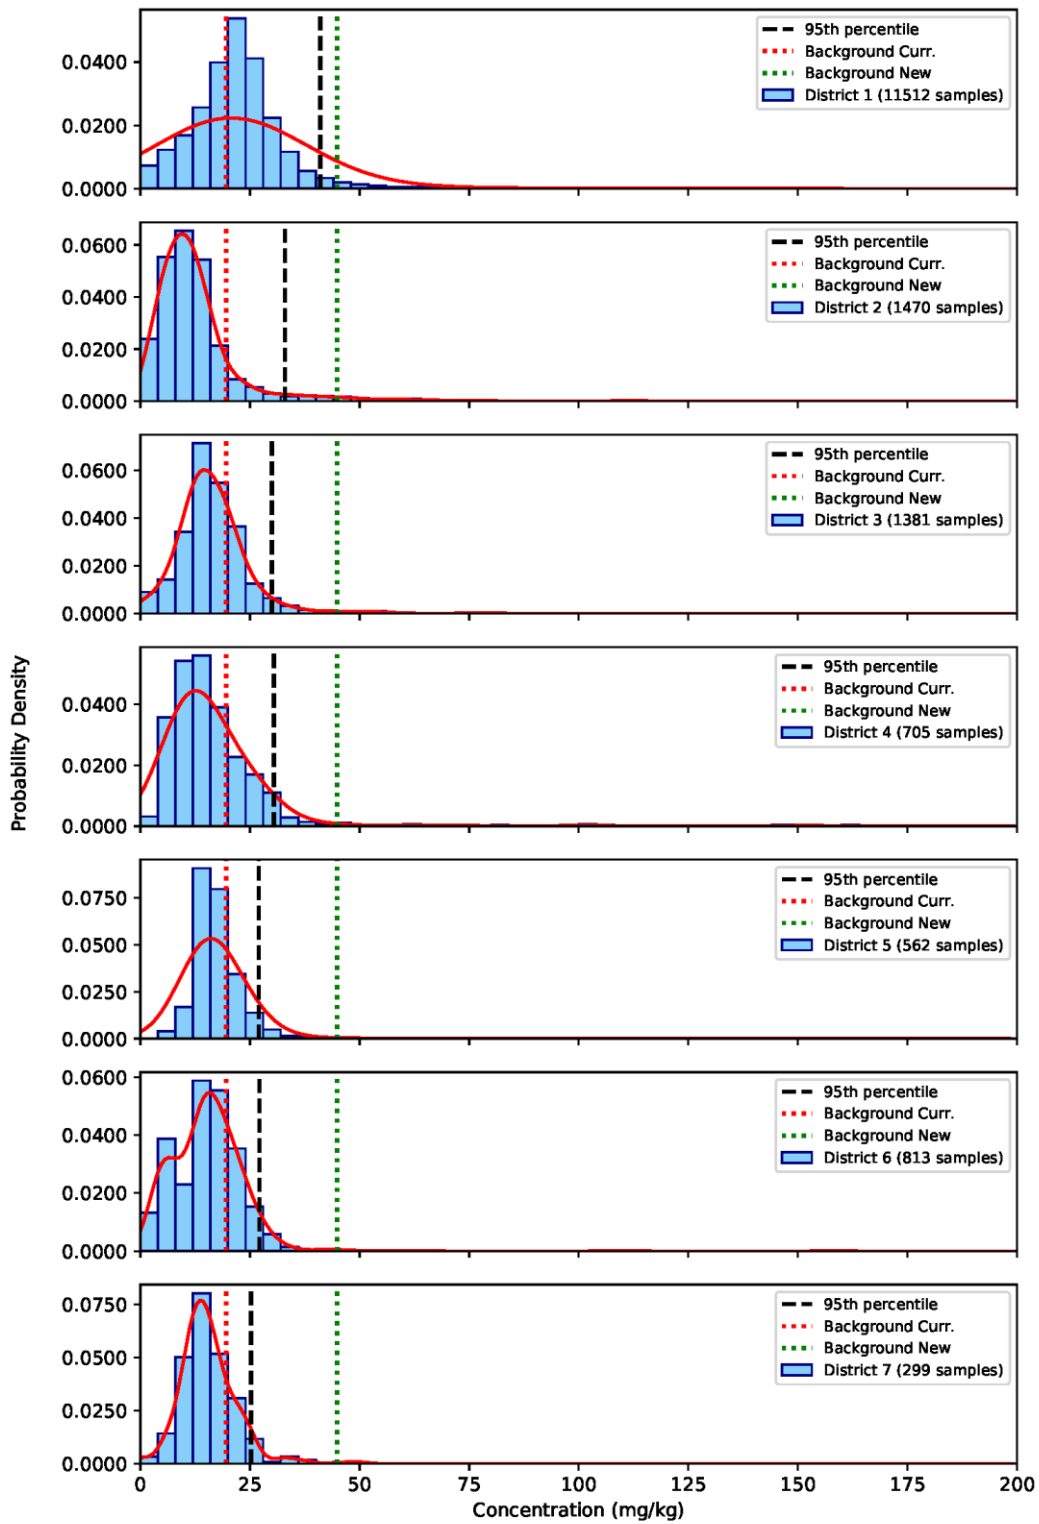 95th percentile
Background Curr.
Background New
District 1 (11512 samples)
0.0400
0.0200
0.0000
95th percentile
Background Curr.
Background New
District 2 (1470 samples)
0.0600
0.0400
0.0200
0.0000
95th percentile
Background Curr.
Background New
District 3 (1381 samples)
0.0600
0.0400
0.0200
0.0000
95th percentile
Background Curr.
Background New
District 4 (705 samples)
0.0400
0.0200
0.0000
Probability Density
95th percentile
Background Curr.
Background New
District 5 (562 samples)
0.0750
0.0500
0.0250
0.0000
95th percentile
Background Curr.
Background New
District 6 (813 samples)
0.0600
0.0400
0.0200
0.0000
95th percentile
Background Curr.
Background New
District 7 (299 samples)
0.0750
0.0500
0.0250
0.0000
0 25 50 75 100 125 150 175 200
Concentration (mg/kg)